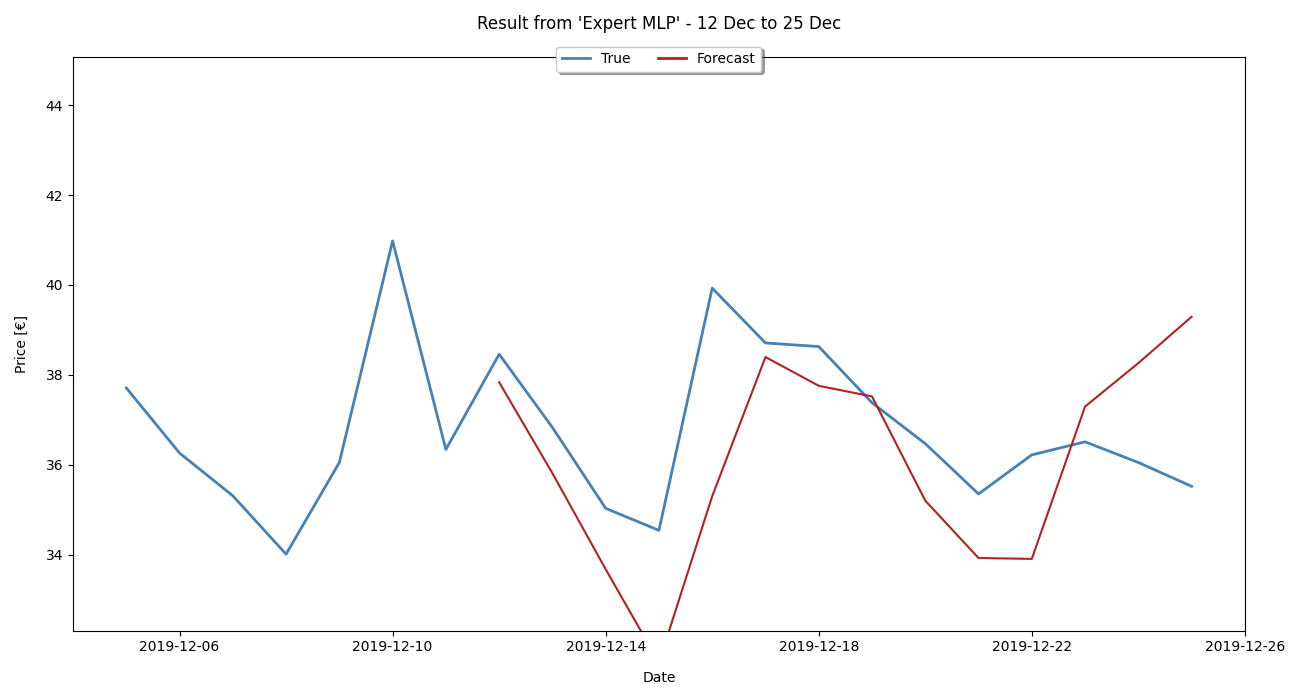 Result from 'Expert MLP' - 12 Dec to 25 Dec
True Forecast
44
42
40
38
36
34
Price [€]
2019-12-06 2019-12-10 2019-12-14 2019-12-18 2019-12-22 2019-12-26
Date